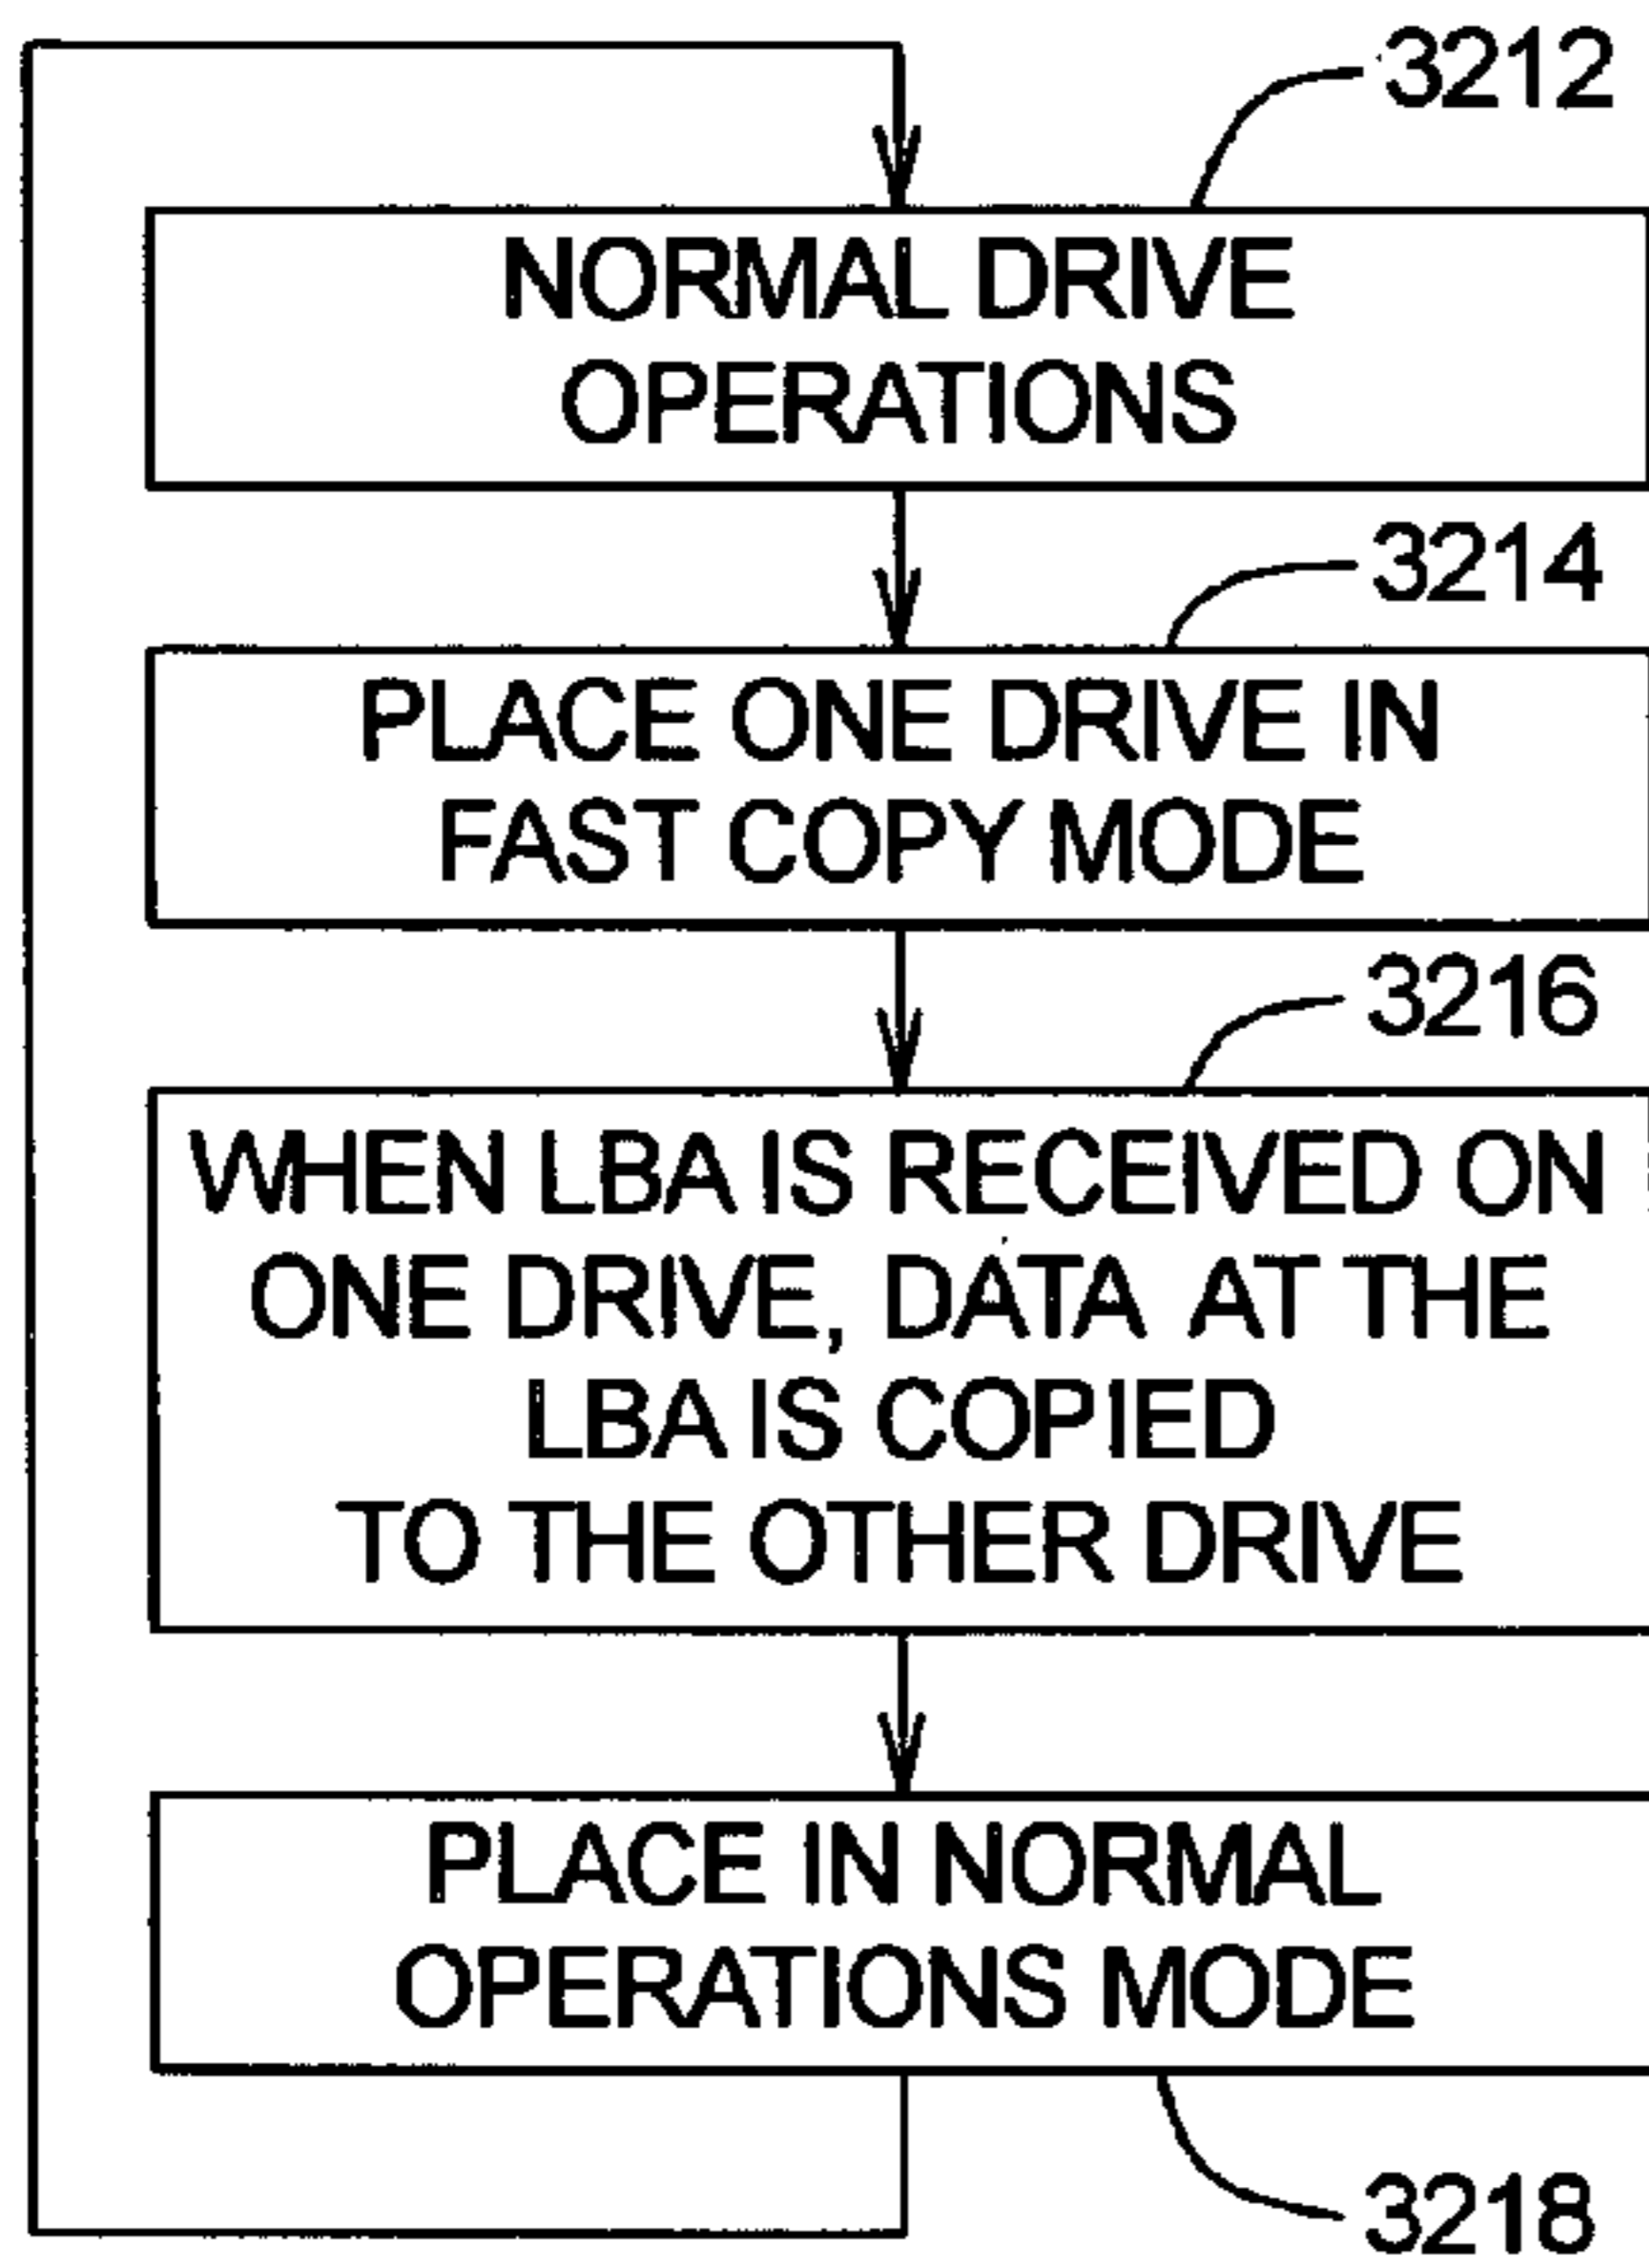 3212
NORMAL DRIVE
OPERATIONS
3214
PLACE ONE DRIVE IN
FAST COPY MODE
3216
WHEN LBA IS RECEIVED ON
ONE DRIVE, DATA AT THE
LBA IS COPIED
TO THE OTHER DRIVE
PLACE IN NORMAL
OPERATIONS MODE
3218